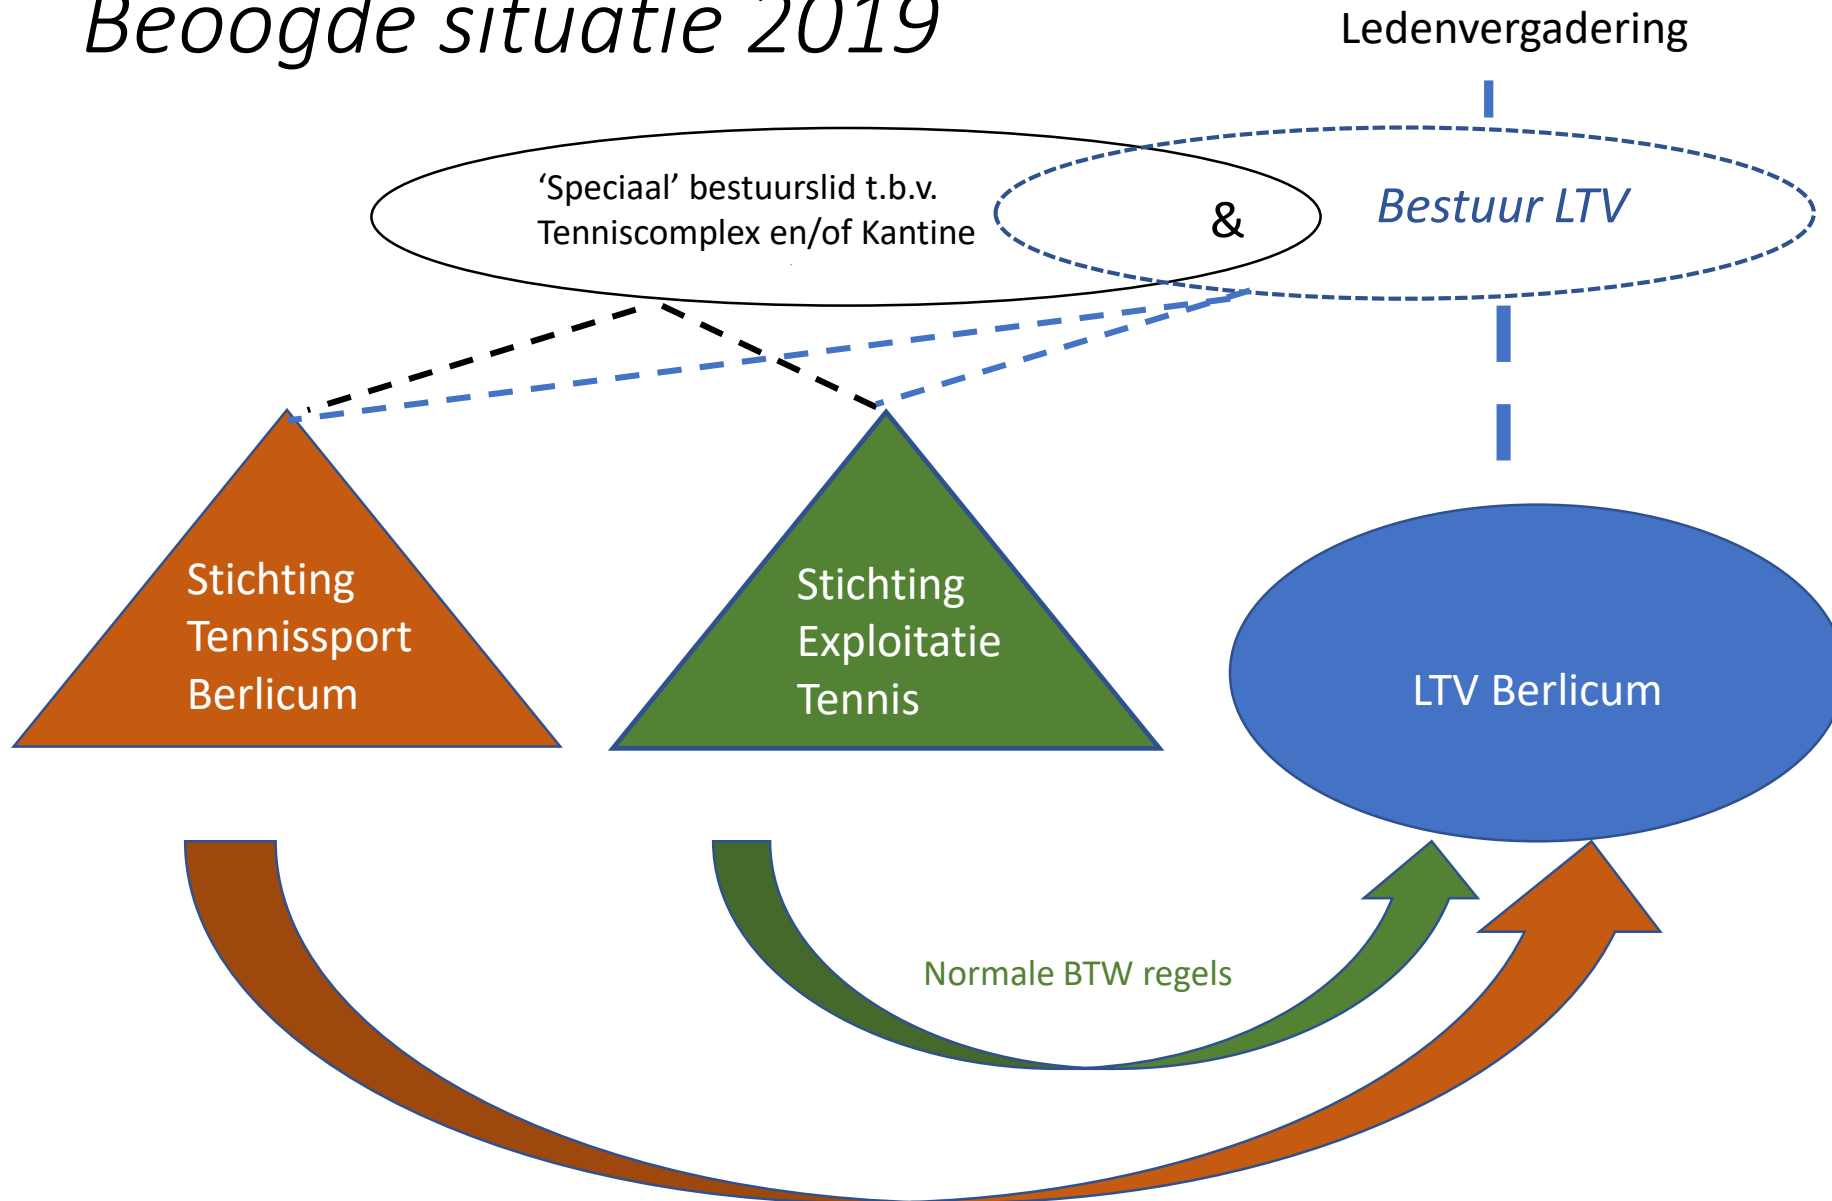 Beoogde situatie 2019
Ledenvergadering
‘Speciaal’ bestuurslid t.b.v.
Tenniscomplex en/of Kantine
&
Bestuur LTV
Stichting
Tennissport
Berlicum
Stichting
Exploitatie
Tennis
LTV Berlicum
Normale BTW regels